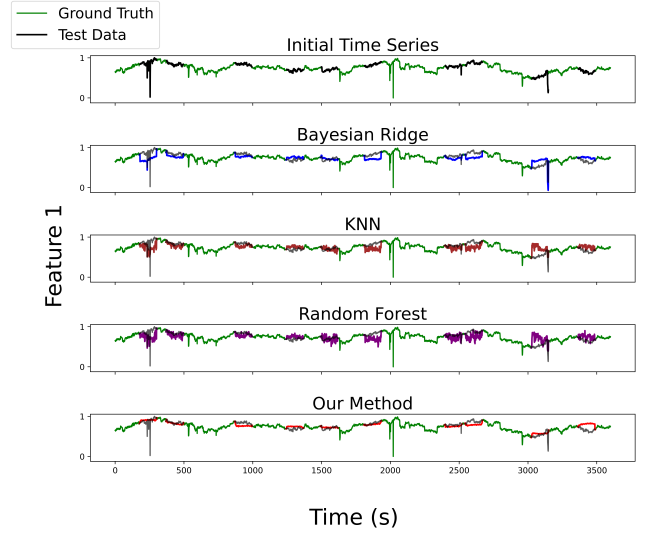 Ground Truth
Test Data
Initial Time Series
1
0
Bayesian Ridge
1
0
KNN
1
0
Feature 1
Random Forest
1
0
Our Method
1
0
0 500 1000 1500 2000 2500 3000 3500
Time (s)